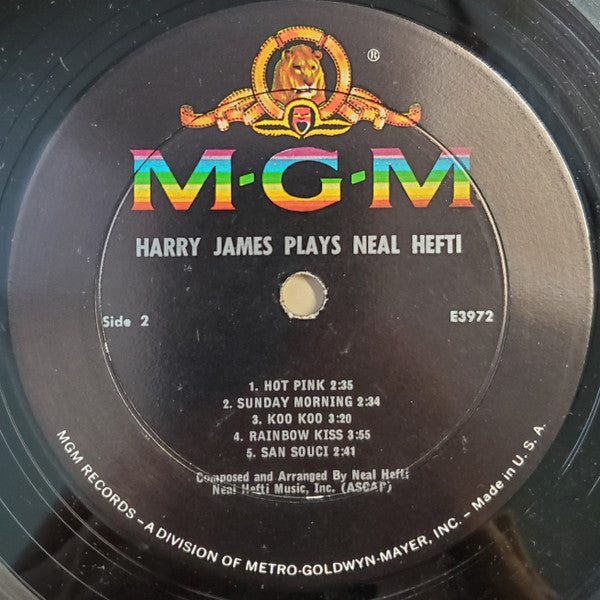 ®
M·G·M
HARRY JAMES PLAYS NEAL HEFTI
Side 2
E3972
1. HOT PINK 2:35
2. SUNDAY MORNING 2:34
3. KOO KOO 3:20
4. RAINBOW KISS 3:55
5. SAN SOUCI 2:41
Composed and Arranged By Neal Hefti
Neal Hefti Music, Inc. (ASCAP)
MGM RECORDS – A DIVISION OF METRO-GOLDWYN-MAYER, INC. – Made in U. S. A.